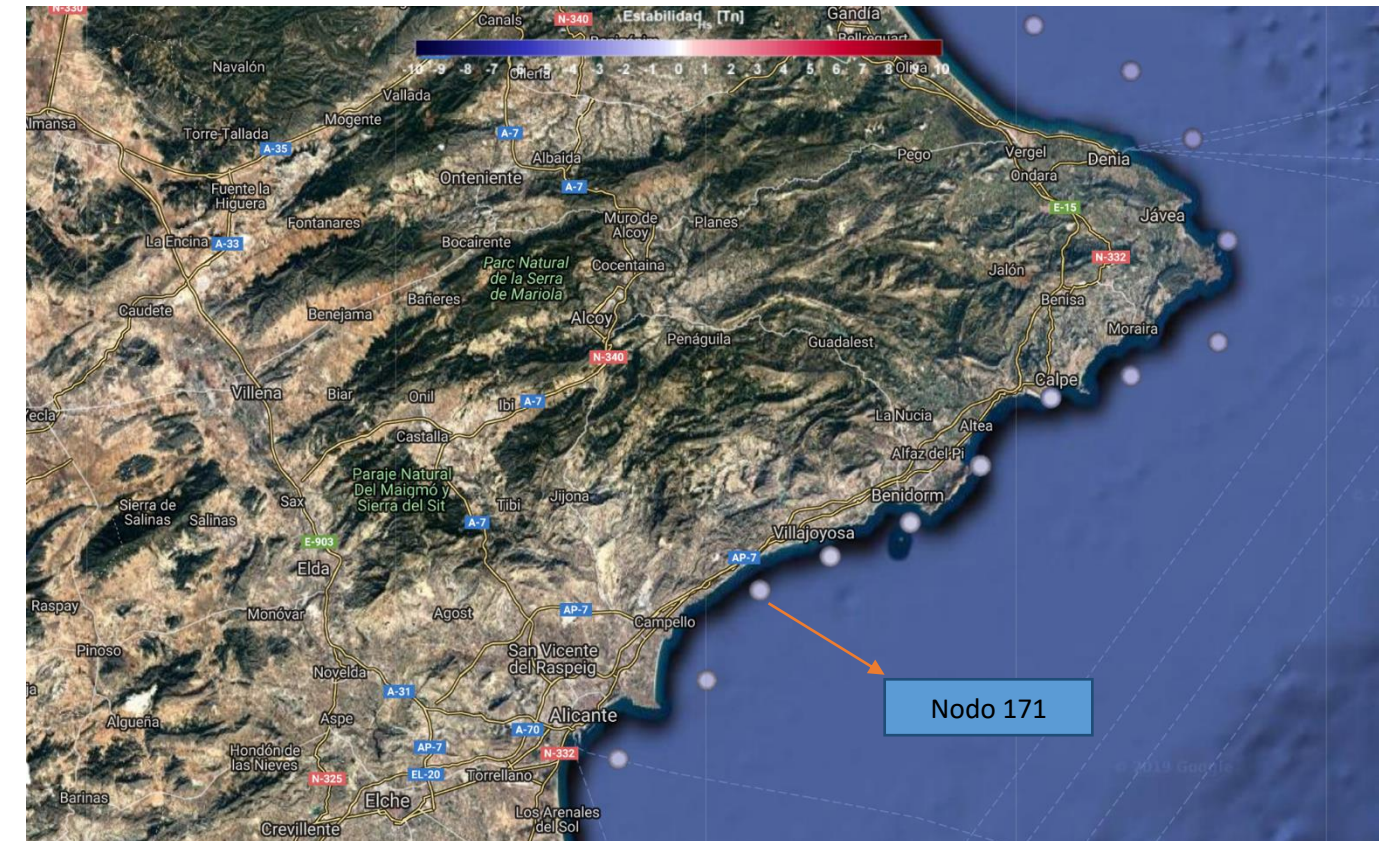 N-330
Canals
N-340
Estabilidad Hs [Tn]
Gandía
Bellreguart
Navalón
-10 -9 -8 -7 -6 -5 -4 -3 -2 -1 0 1 2 3 4 5 6 7 8 9 10
Ollería
Oliva
Vallada
Almansa
Mogente
Torre-Tallada
A-7
A-35
Albaida
Pego
Vergel
Denia
Onteniente
Ondara
Fuente la
Higuera
A-7
E-15
Fontanares
Muro de
Alcoy
Planes
Jávea
La Encina
A-33
Bocairente
N-332
Parc Natural
de la Serra
de Mariola
Cocentaina
Jalón
Caudete
Benejama
Bañeres
Benisa
Alcoy
Moraira
Penáguila
Guadalest
N-340
Calpe
Villena
Biar
Onil
Ibi
A-7
Yecla
La Nucia
Altea
Castalla
Alfaz del Pi
Paraje Natural
Del Maigmó y
Sierra del Sit
Benidorm
Sierra de
Salinas
Salinas
Sax
Tibi
Jijona
A-7
Villajoyosa
E-903
AP-7
Elda
Raspay
Monóvar
Agost
AP-7
Campello
Pinoso
San Vicente
del Raspeig
Novelda
A-31
Nodo 171
Algueña
Aspe
Alicante
A-70
Hondón de
las Nieves
AP-7
N-332
N-325
EL-20
Torrellano
Barinas
Elche
Los Arenales
del Sol
Crevillente